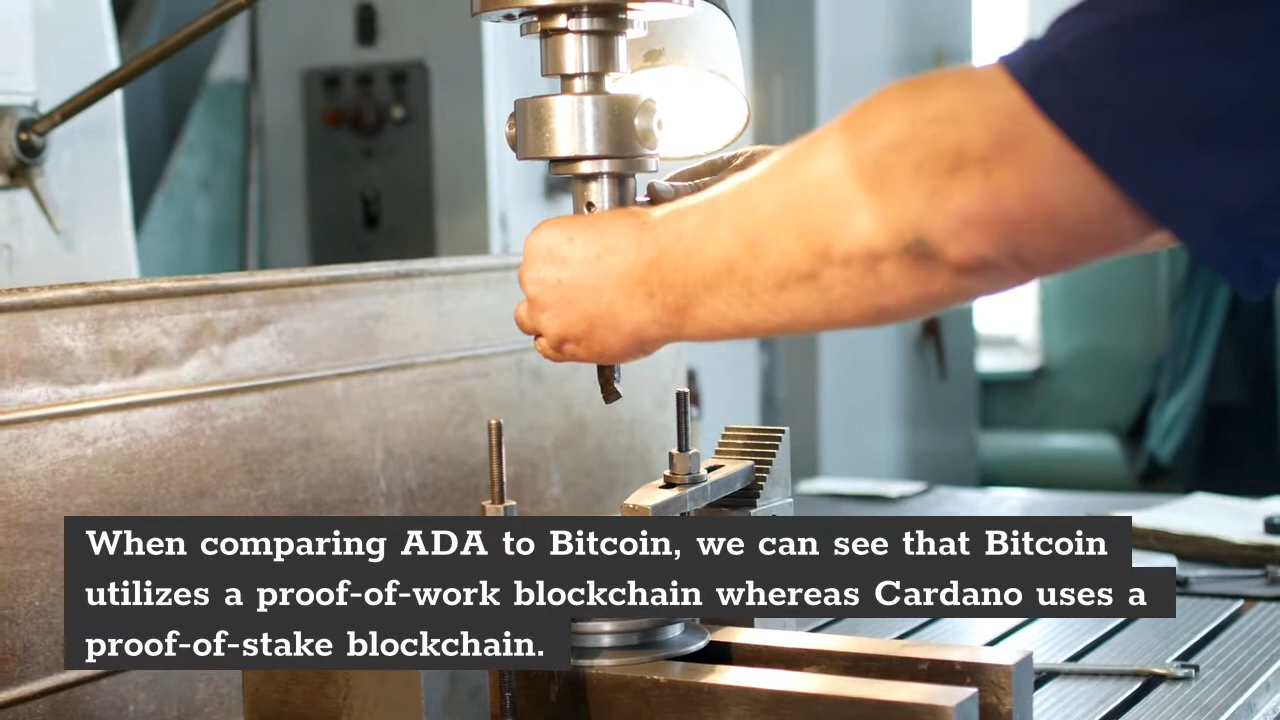 When comparing ADA to Bitcoin, we can see that Bitcoin
utilizes a proof-of-work blockchain whereas Cardano uses a
proof-of-stake blockchain.